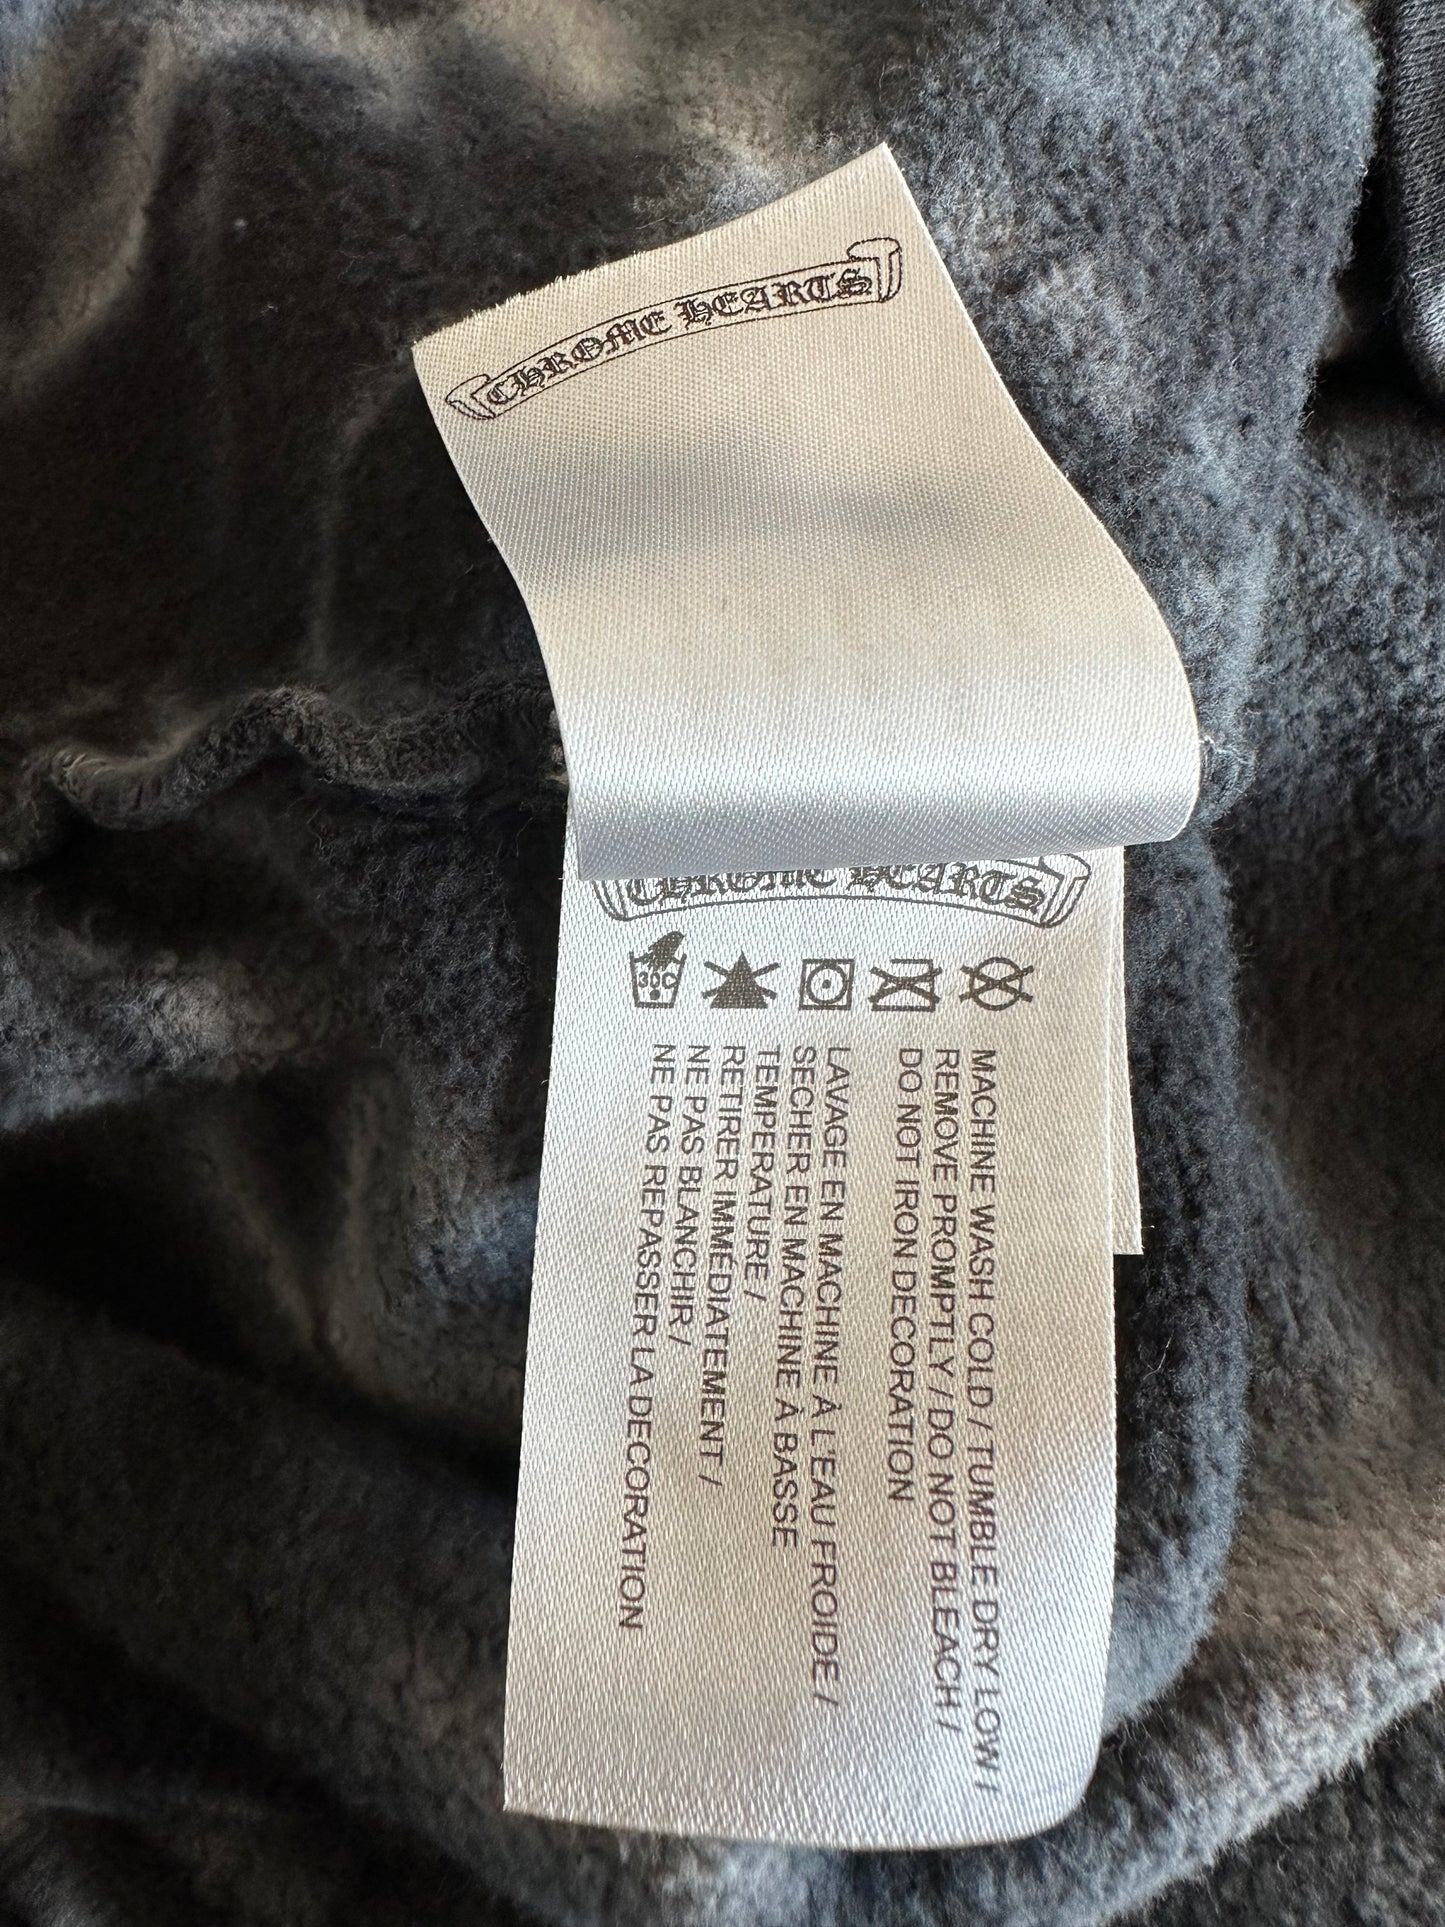 CHROME HEARTS
CHROME HEARTS
30C
MACHINE WASH COLD / TUMBLE DRY LOW /
REMOVE PROMPTLY / DO NOT BLEACH /
DO NOT IRON DECORATION
LAVAGE EN MACHINE À L'EAU FROIDE /
SECHER EN MACHINE À BASSE
TEMPERATURE /
RETIRER IMMÉDIATEMENT /
NE PAS BLANCHIR /
NE PAS REPASSER LA DECORATION